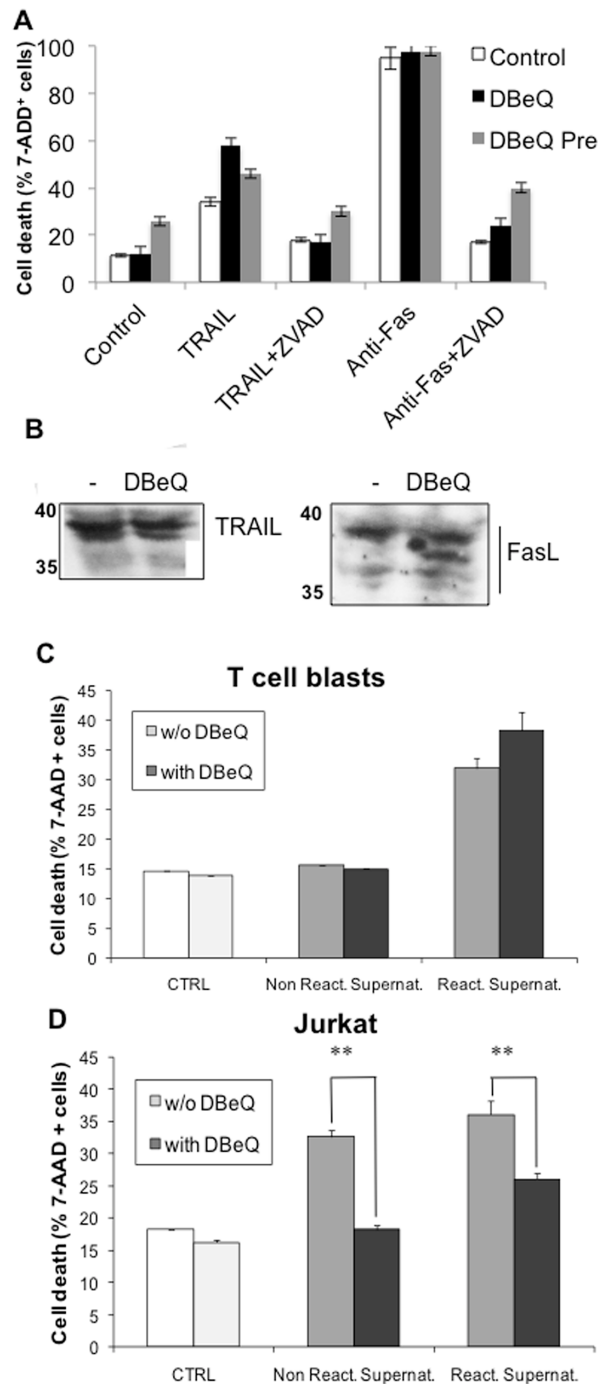 A
Cell death (% 7-ADD+ cells)
100
80
60
40
20
0
Control
DBeQ
DBeQ Pre
Control
TRAIL
TRAIL+ZVAD
Anti-Fas
Anti-Fas+ZVAD
B
- DBeQ
40
35
TRAIL
- DBeQ
40
35
FasL
C
T cell blasts
Cell death (% 7-AAD + cells)
45
40
35
30
25
20
15
10
5
0
w/o DBeQ
with DBeQ
CTRL
Non React. Supernat.
React. Supernat.
D
Jurkat
Cell death (% 7-AAD + cells)
45
40
35
30
25
20
15
10
5
0
w/o DBeQ
with DBeQ
**
**
CTRL
Non React. Supernat.
React. Supernat.